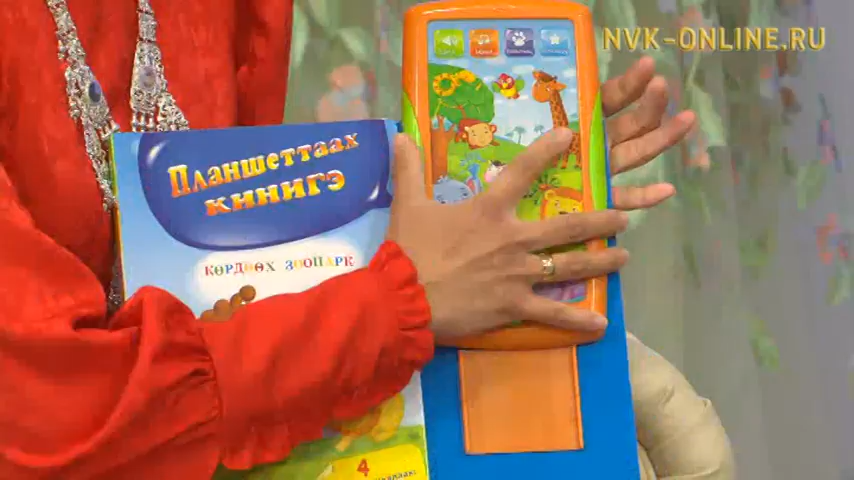 NVK-ONLINE.RU
Планшеттаах
кинигэ
КӨРДӨӨХ ЗООПАРК
4